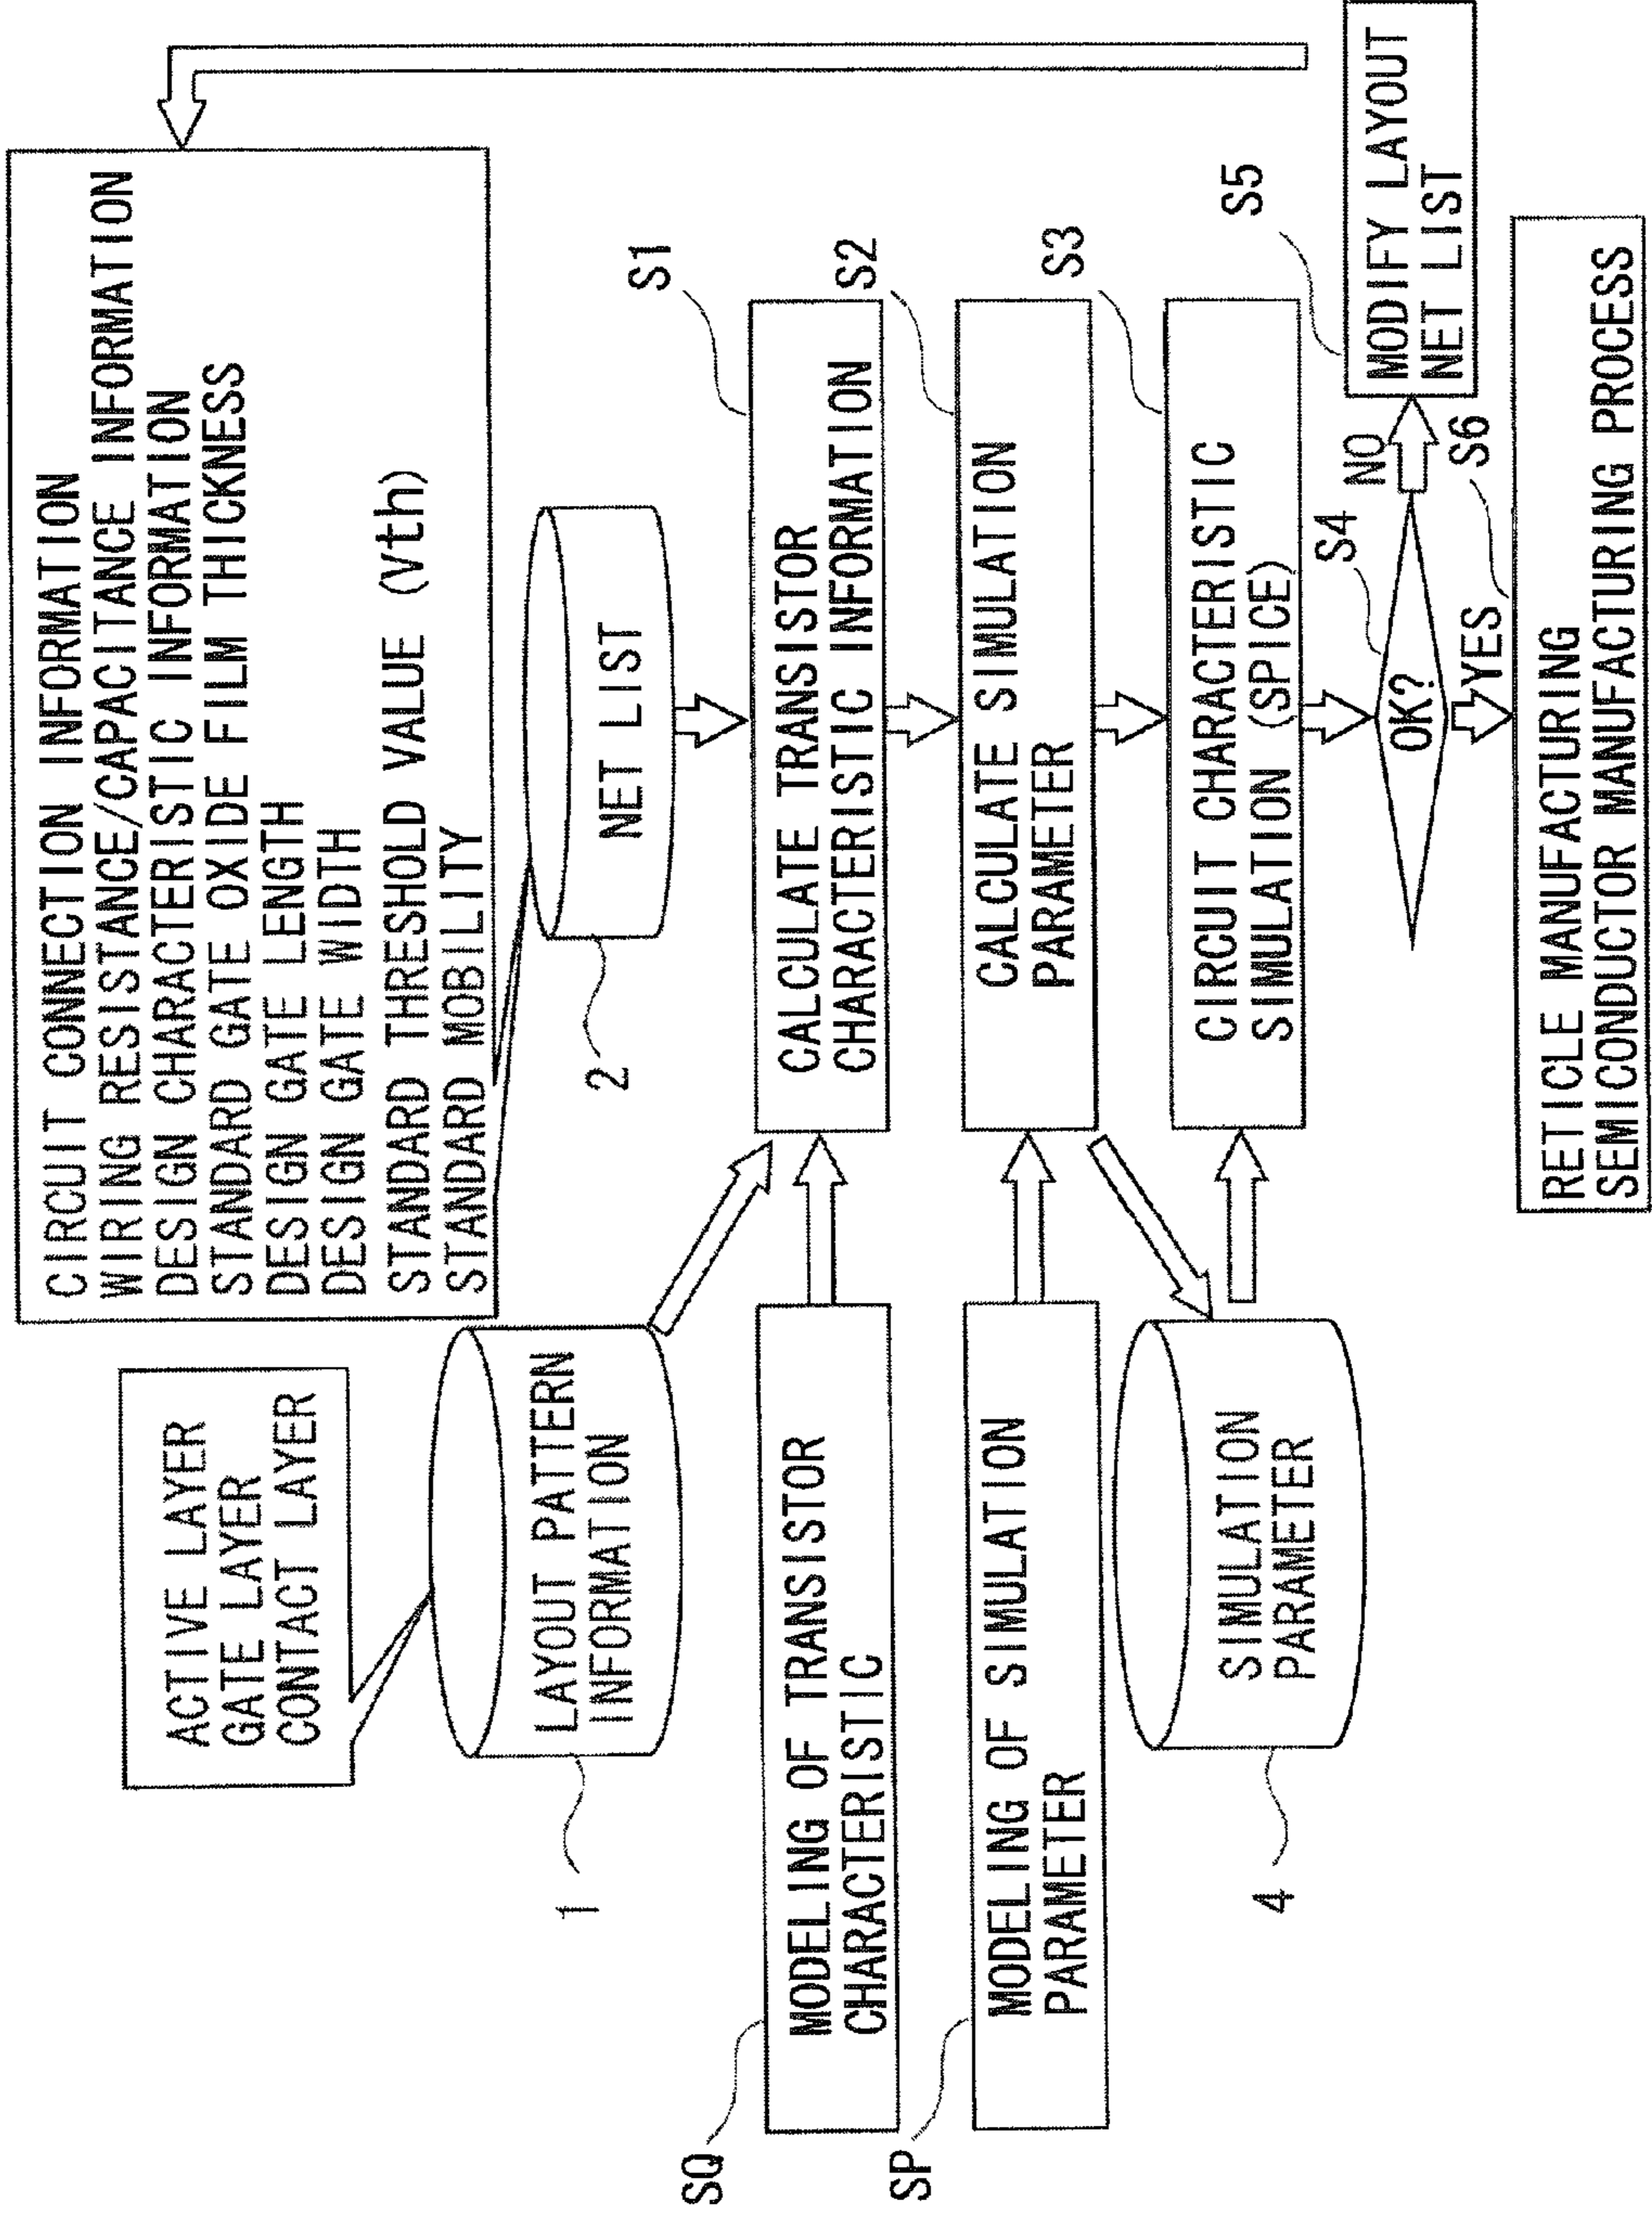 CIRCUIT CONNECTION INFORMATION
WIRING RESISTANCE/CAPACITANCE INFORMATION
DESIGN CHARACTERISTIC INFORMATION
STANDARD GATE OXIDE FILM THICKNESS
DESIGN GATE LENGTH
DESIGN GATE WIDTH
STANDARD THRESHOLD VALUE (Vth)
STANDARD MOBILITY
ACTIVE LAYER
GATE LAYER
CONTACT LAYER
LAYOUT PATTERN
INFORMATION
1
NET LIST
2
SQ
MODELING OF TRANSISTOR
CHARACTERISTIC
CALCULATE TRANSISTOR
CHARACTERISTIC INFORMATION
S1
SP
MODELING OF SIMULATION
PARAMETER
CALCULATE SIMULATION
PARAMETER
S2
SIMULATION
PARAMETER
4
CIRCUIT CHARACTERISTIC
SIMULATION (SPICE)
S3
OK?
S4
NO
MODIFY LAYOUT
NET LIST
S5
YES
S6
RETICLE MANUFACTURING
SEMICONDUCTOR MANUFACTURING PROCESS